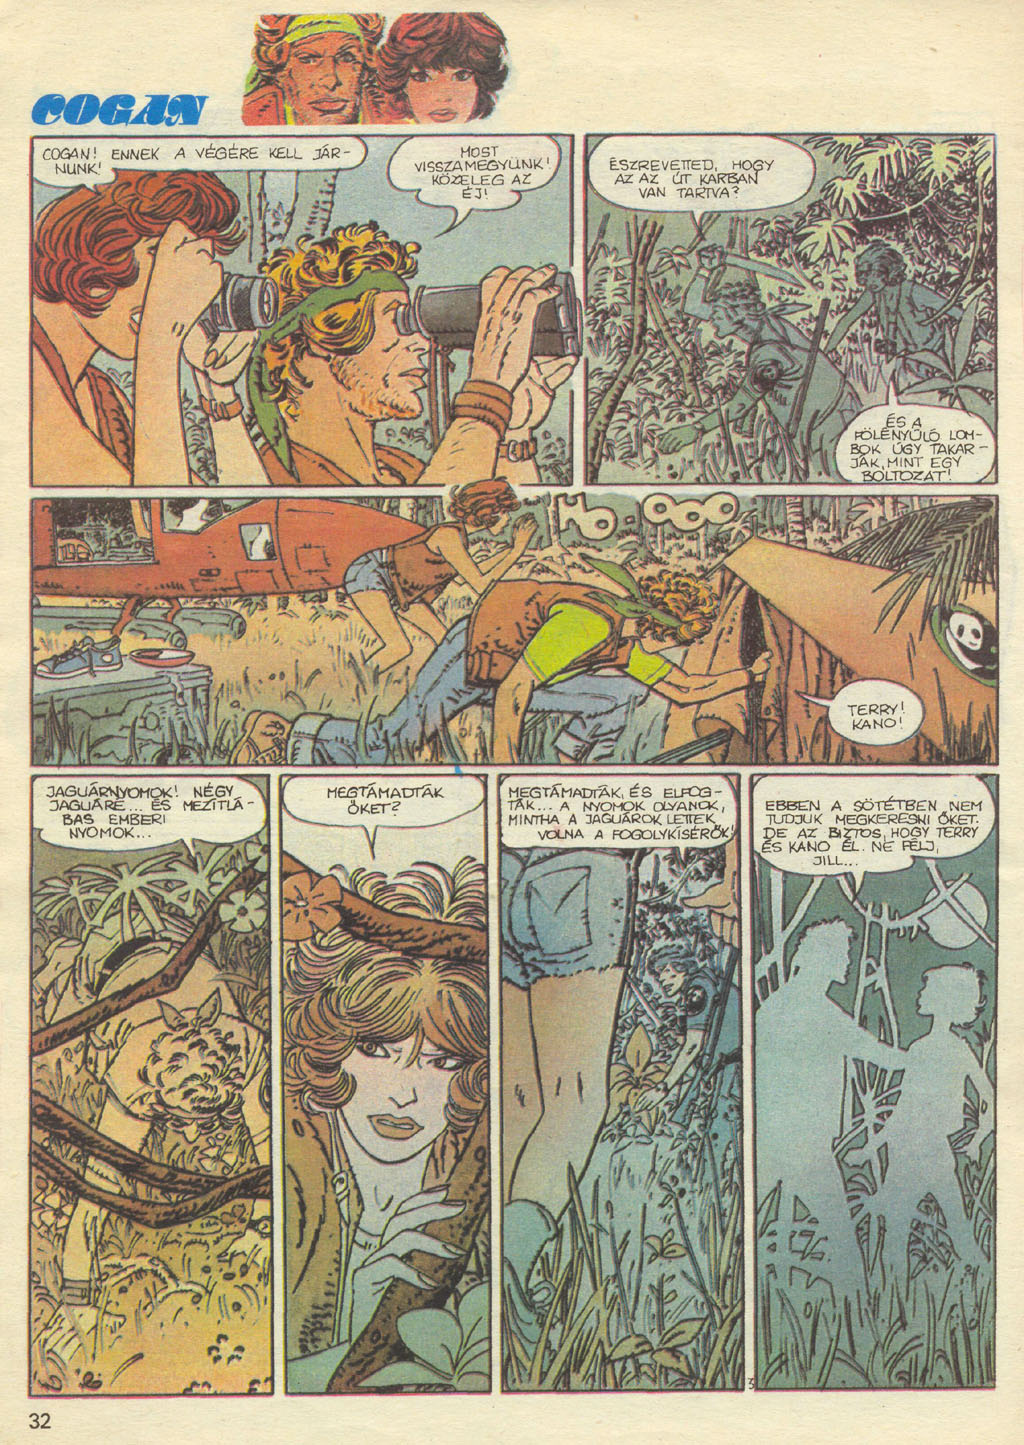 COGAN
COGAN! ENNEK A VÉGÉRE KELL JÁR-
NUNK!
MOST
VISSZAMEGYÜNK!
KÖZELEG AZ
ÉJ!
ÉSZREVETTED, HOGY
AZ AZ ÚT KARBAN
VAN TARTVA?
ÉS A
FÖLÉNYÚLÓ LOM-
BOK ÚGY TAKAR-
JÁK, MINT EGY
BOLTOZAT!
HO-OOO
TERRY!
KANO!
JAGUÁRNYOMOK! NÉGY
JAGUÁRÉ... ÉS MEZÍTLÁ-
BAS EMBERI
NYOMOK...
MEGTÁMADTÁK
ŐKET?
MEGTÁMADTÁK, ÉS ELFOG-
TÁK... A NYOMOK OLYANOK,
MINTHA A JAGUÁROK LETTEK
VOLNA A FOGOLYKÍSÉRŐK!
EBBEN A SÖTÉTBEN NEM
TUDJUK MEGKERESNI ŐKET.
DE AZ BIZTOS, HOGY TERRY
ÉS KANO ÉL. NE FÉLJ,
JILL...
3
32